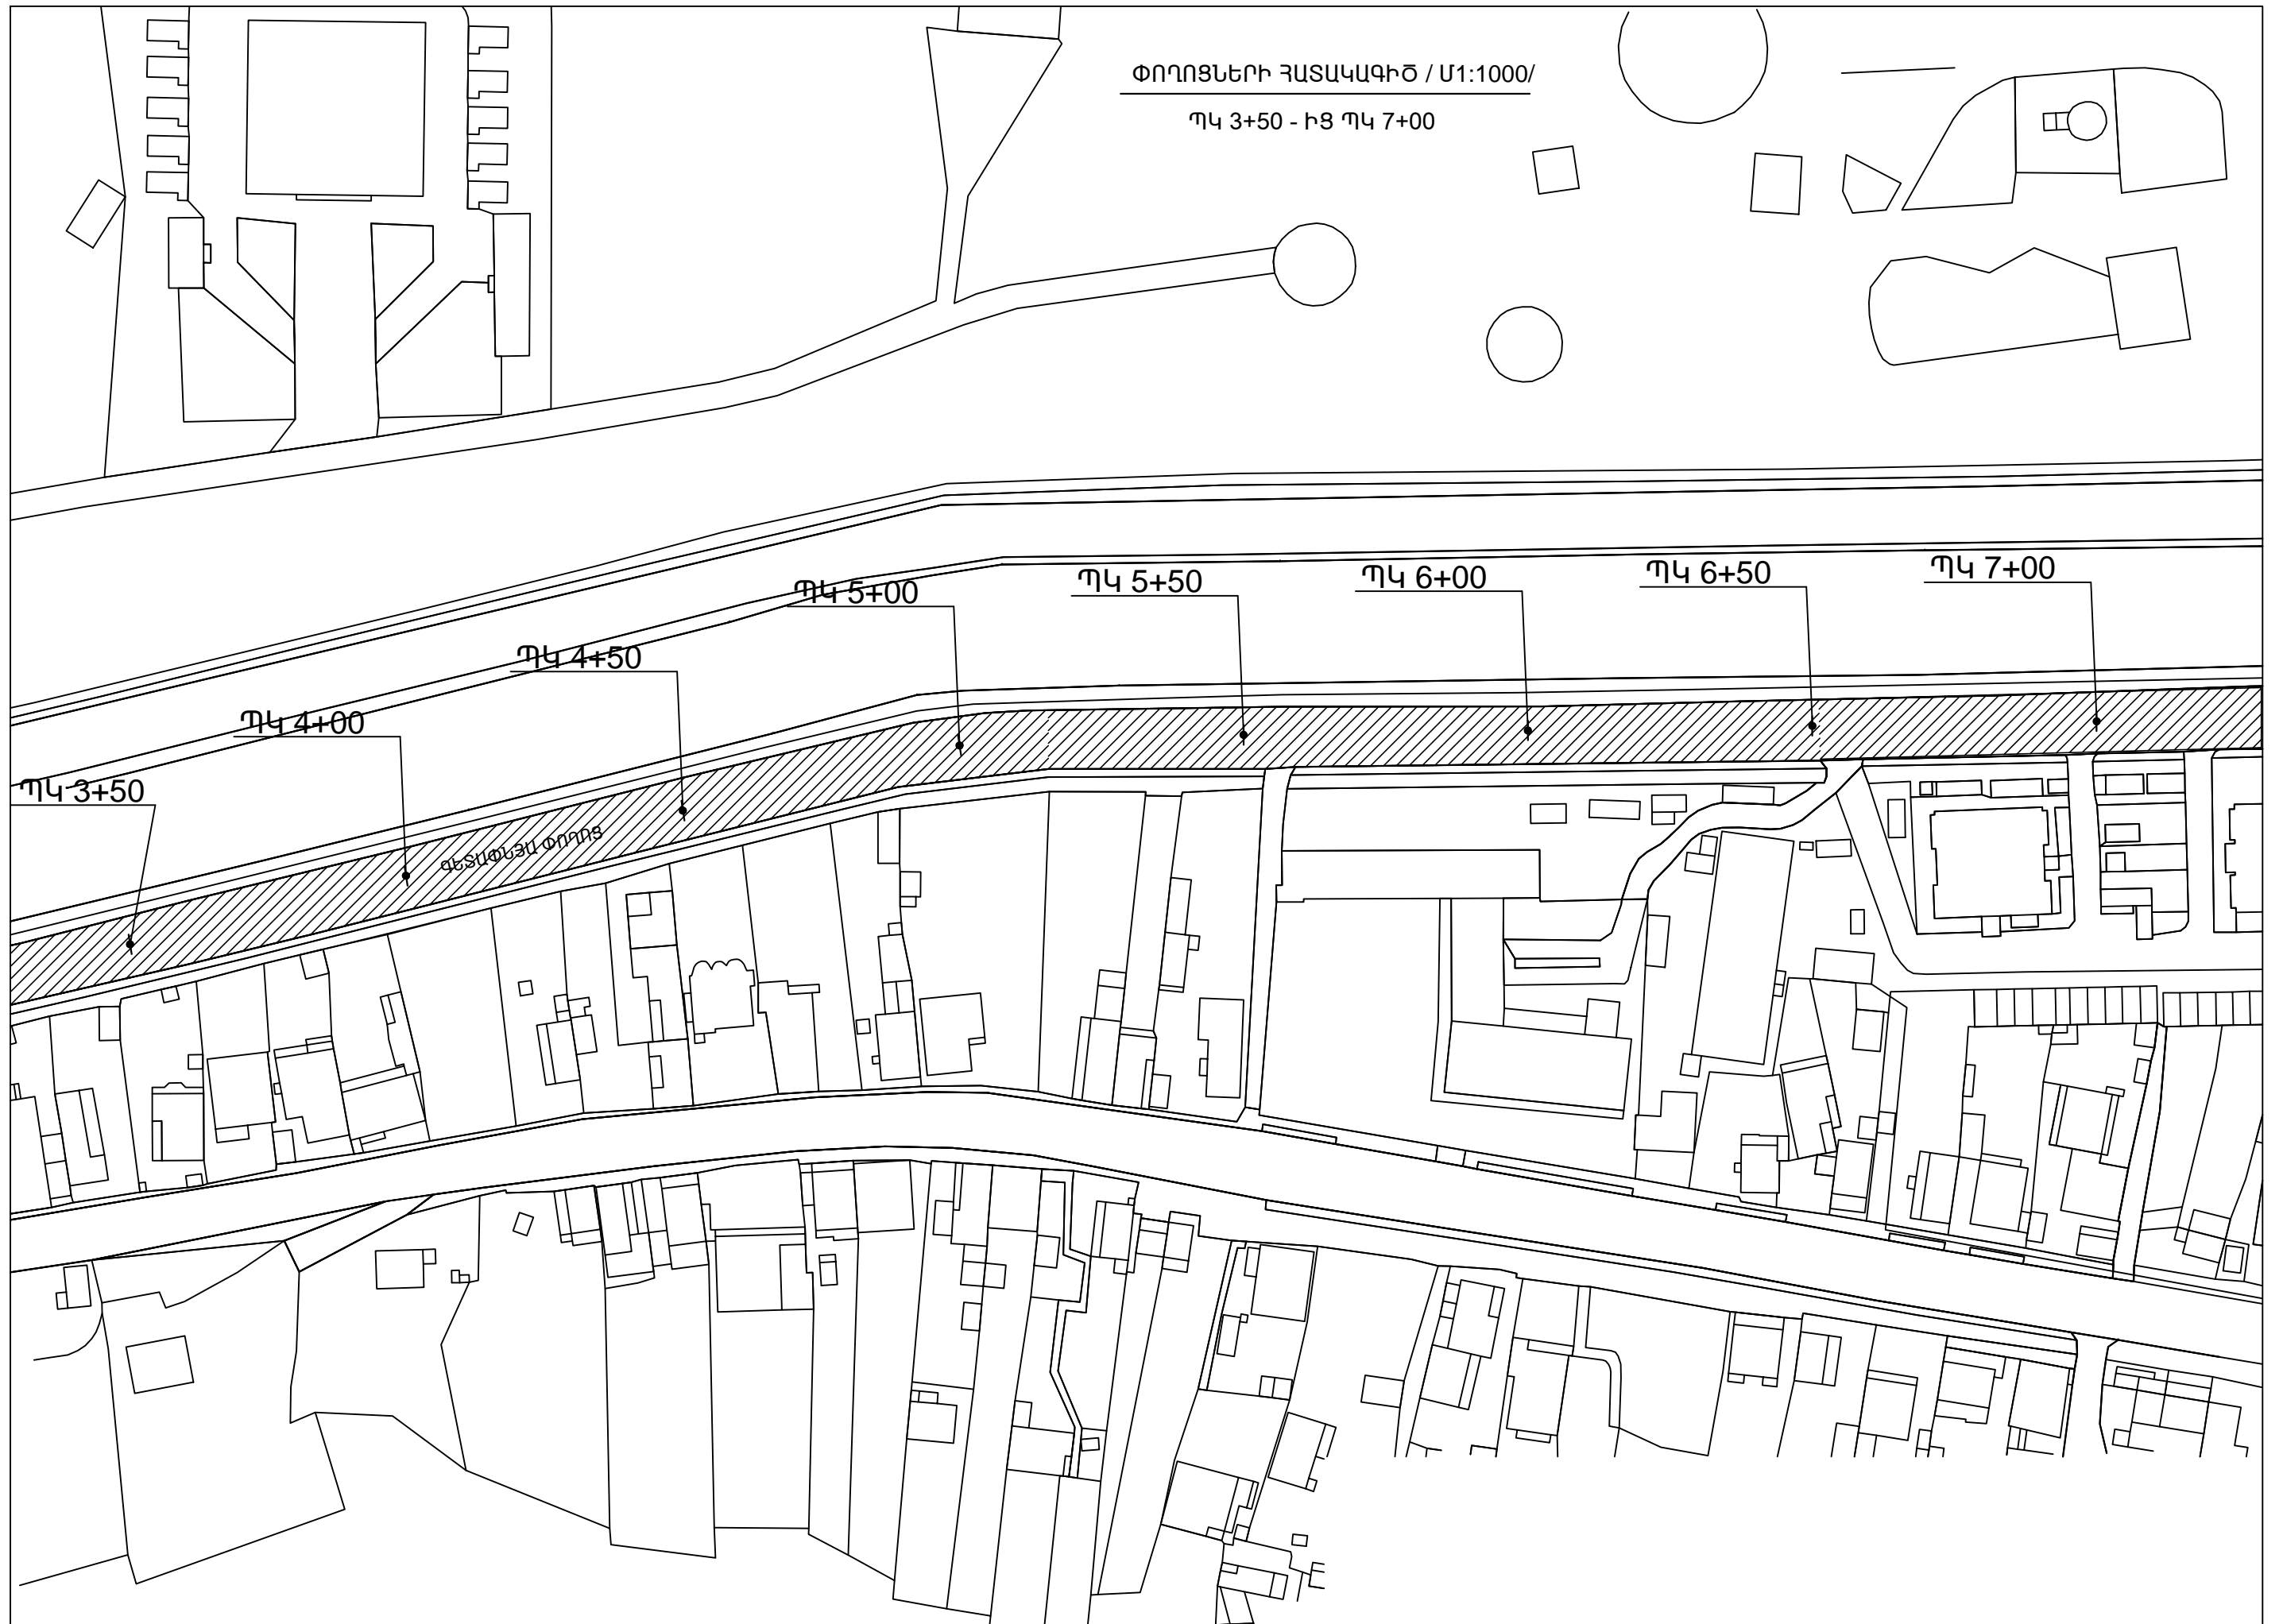 ՓՈՂՈՑՆԵՐԻ ՀԱՏԱԿԱԳԻԾ / Մ1:1000/
ՊԿ 3+50 - ԻՑ ՊԿ 7+00
ՊԿ 3+50
ՊԿ 4+00
ՊԿ 4+50
ՊԿ 5+00
ՊԿ 5+50
ՊԿ 6+00
ՊԿ 6+50
ՊԿ 7+00
ԳԵՏԱՓՆՅԱ ՓՈՂՈՑ